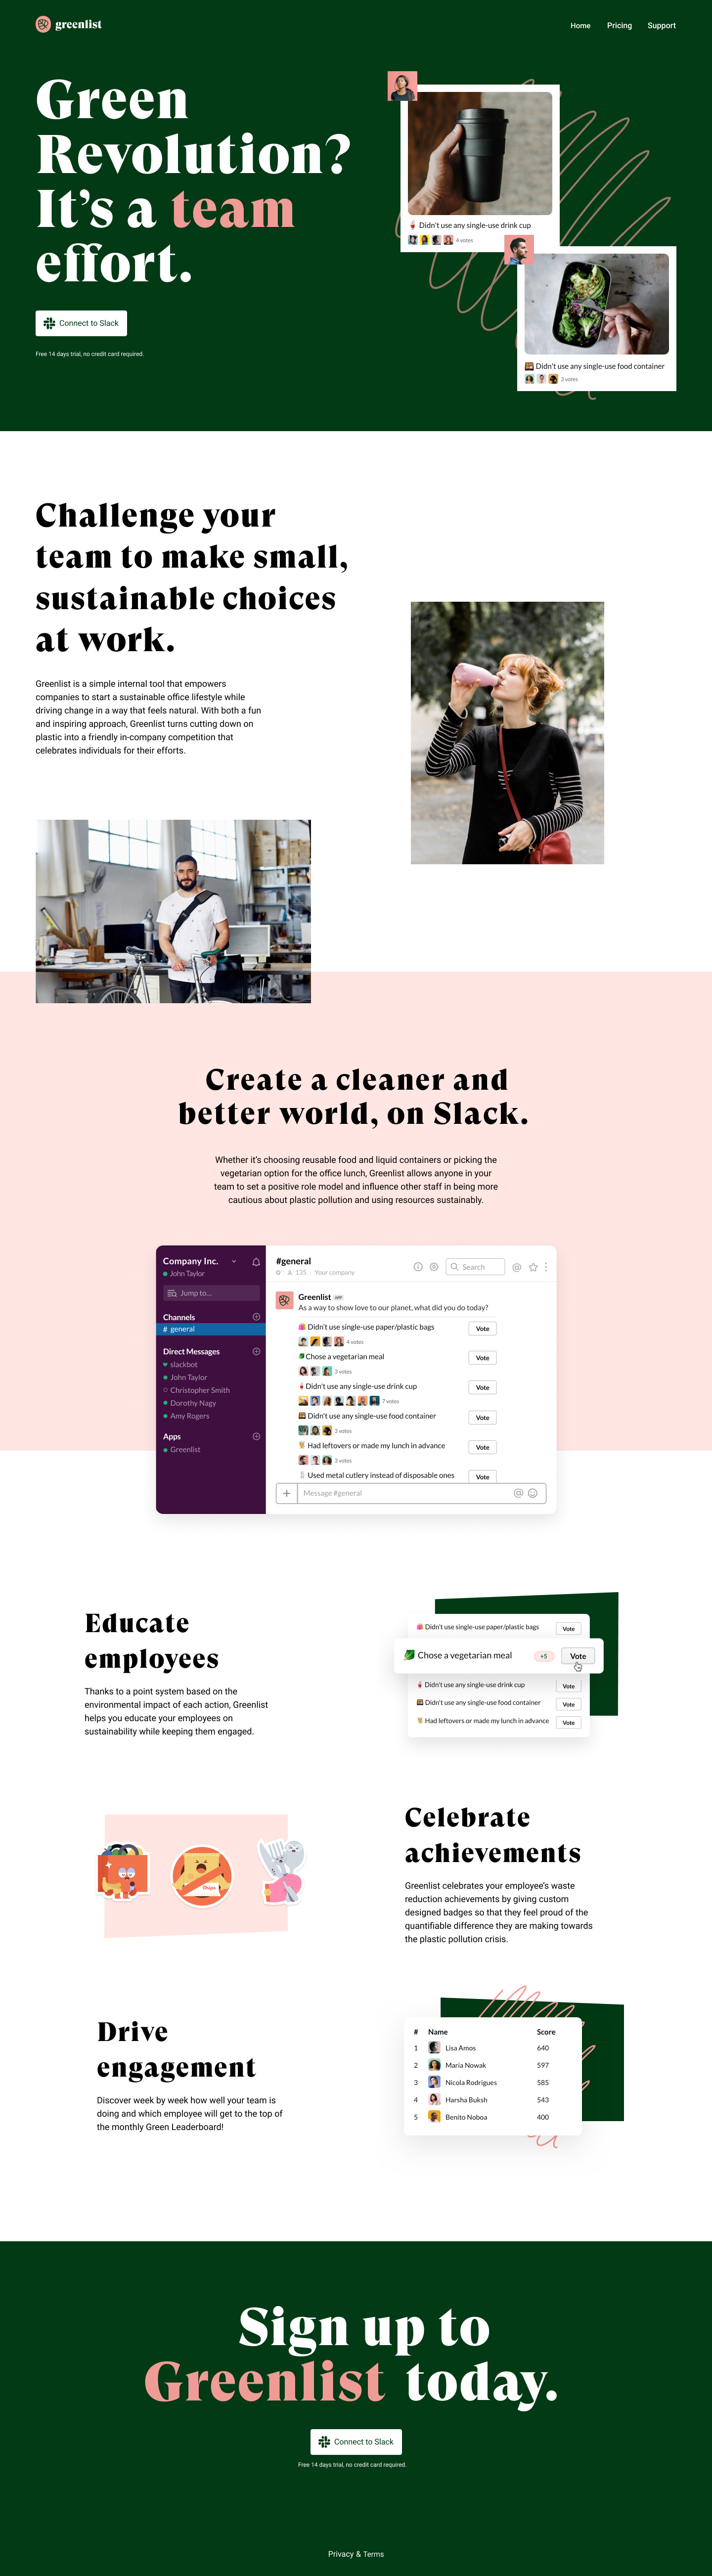 greenlist
Home Pricing Support
Green
Revolution?
It's a team
effort.
Connect to Slack
Free 14 days trial, no credit card required.
Didn't use any single-use drink cup
4 votes
Didn't use any single-use food container
3 votes
Challenge your
team to make small,
sustainable choices
at work.
Greenlist is a simple internal tool that empowers
companies to start a sustainable office lifestyle while
driving change in a way that feels natural. With both a fun
and inspiring approach, Greenlist turns cutting down on
plastic into a friendly in-company competition that
celebrates individuals for their efforts.
Create a cleaner and
better world, on Slack.
Whether it's choosing reusable food and liquid containers or picking the
vegetarian option for the office lunch, Greenlist allows anyone in your
team to set a positive role model and influence other staff in being more
cautious about plastic pollution and using resources sustainably.
Company Inc.
John Taylor
Jump to...
Channels
# general
Direct Messages
slackbot
John Taylor
Christopher Smith
Dorothy Nagy
Amy Rogers
Apps
Greenlist
#general
135 | Your company
Search
Greenlist APP
As a way to show love to our planet, what did you do today?
Didn't use single-use paper/plastic bags Vote
4 votes
Chose a vegetarian meal Vote
3 votes
Didn't use any single-use drink cup Vote
7 votes
Didn't use any single-use food container Vote
3 votes
Had leftovers or made my lunch in advance Vote
3 votes
Used metal cutlery instead of disposable ones Vote
Message #general
Educate
employees
Thanks to a point system based on the
environmental impact of each action, Greenlist
helps you educate your employees on
sustainability while keeping them engaged.
Didn't use single-use paper/plastic bags Vote
Chose a vegetarian meal +5 Vote
Didn't use any single-use drink cup Vote
Didn't use any single-use food container Vote
Had leftovers or made my lunch in advance Vote
Chips
Celebrate
achievements
Greenlist celebrates your employee's waste
reduction achievements by giving custom
designed badges so that they feel proud of the
quantifiable difference they are making towards
the plastic pollution crisis.
Drive
engagement
Discover week by week how well your team is
doing and which employee will get to the top of
the monthly Green Leaderboard!
# Name Score
1 Lisa Amos 640
2 Maria Nowak 597
3 Nicola Rodrigues 585
4 Harsha Buksh 543
5 Benito Noboa 400
Sign up to
Greenlist today.
Connect to Slack
Free 14 days trial, no credit card required.
Privacy & Terms